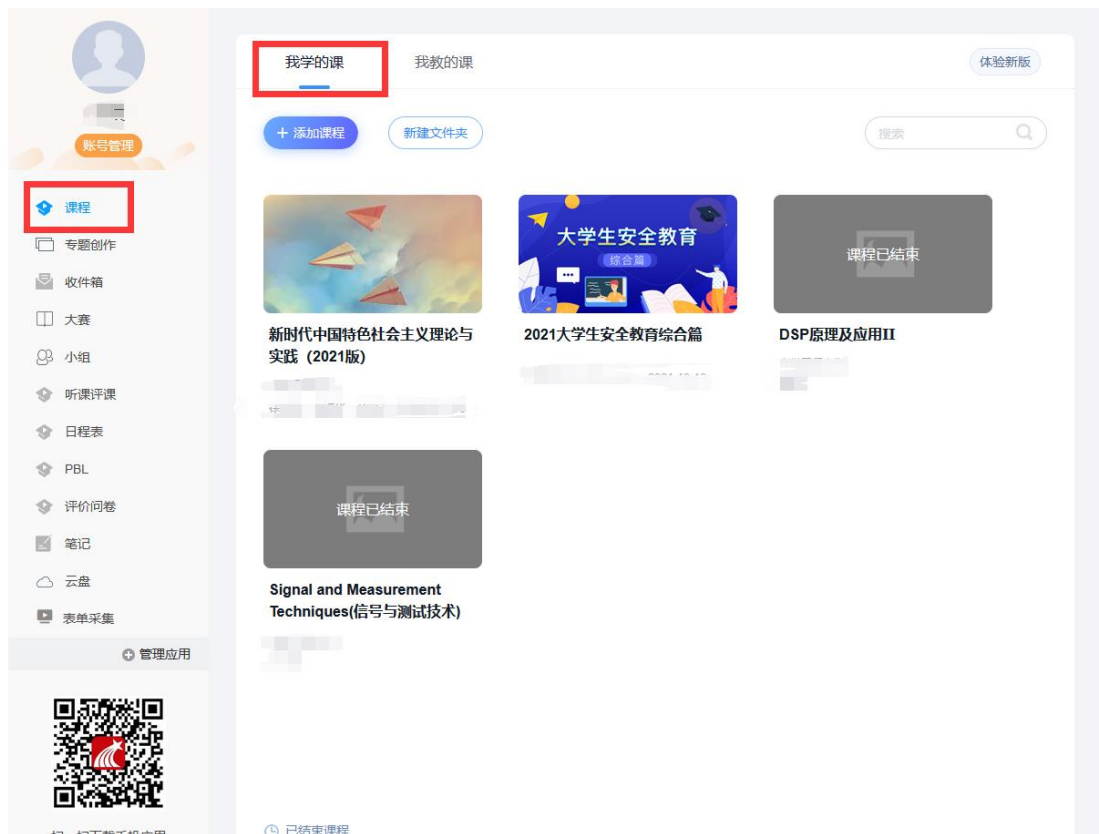 账号管理
课程
专题创作
收件箱
大赛
小组
听课评课
日程表
PBL
评价问卷
笔记
云盘
表单采集
管理应用
我学的课
我教的课
体验新版
+ 添加课程
新建文件夹
搜索
大学生安全教育
综合篇
课程已结束
新时代中国特色社会主义理论与
实践（2021版）
2021大学生安全教育综合篇
DSP原理及应用II
课程已结束
Signal and Measurement
Techniques(信号与测试技术)
已结束课程